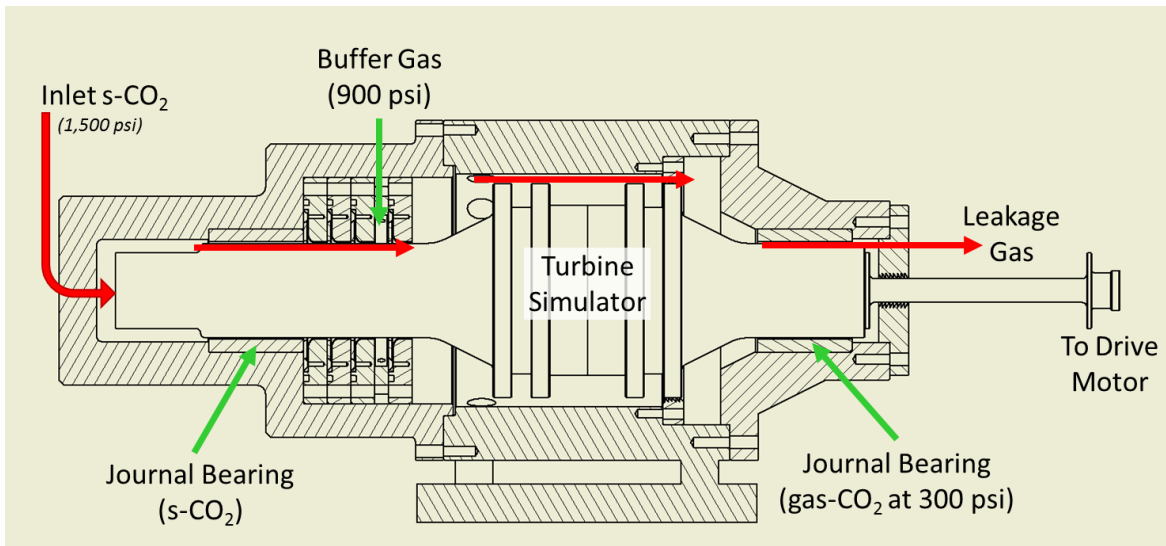 Buffer Gas
(900 psi)
Inlet s-CO₂
(1,500 psi)
Leakage
Gas
Turbine
Simulator
To Drive
Motor
Journal Bearing
(s-CO₂)
Journal Bearing
(gas-CO₂ at 300 psi)